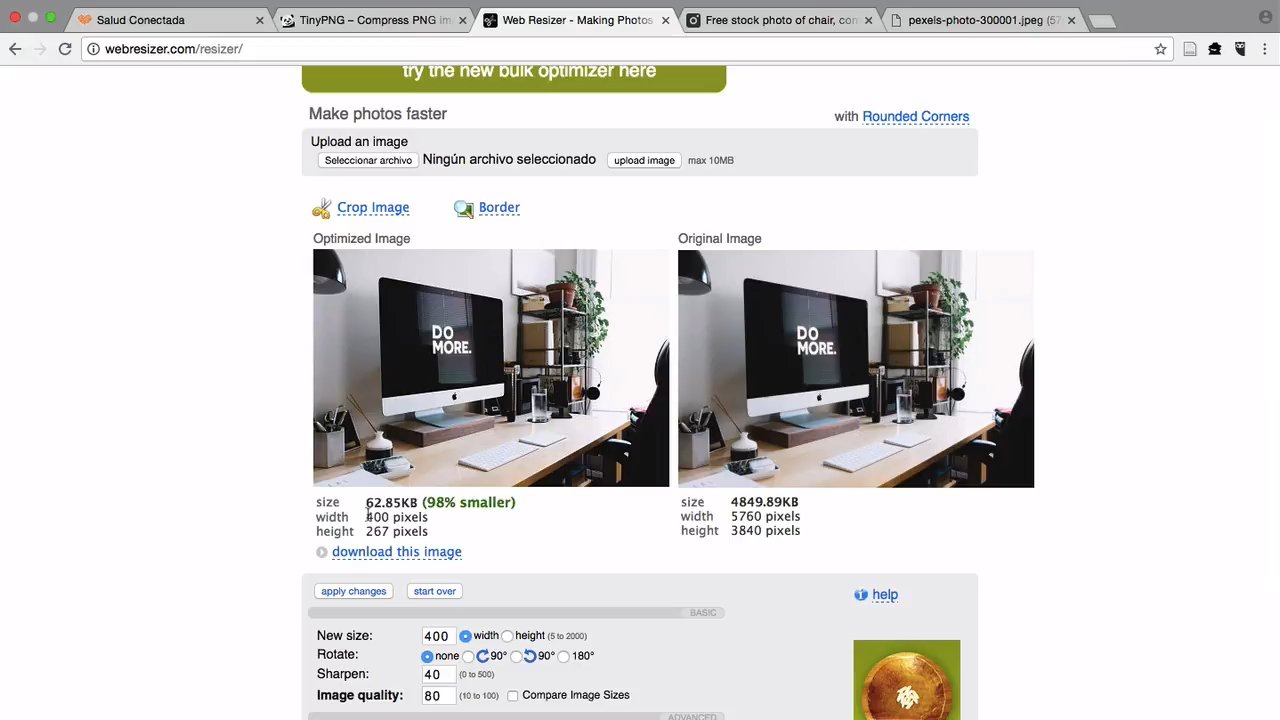 Salud Conectada
TinyPNG – Compress PNG im
Web Resizer - Making Photos
Free stock photo of chair, con
pexels-photo-300001.jpeg (57
webresizer.com/resizer/
try the new bulk optimizer here
Make photos faster
with Rounded Corners
Upload an image
Seleccionar archivo Ningún archivo seleccionado upload image max 10MB
Crop Image Border
Optimized Image Original Image
DO
MORE.
DO
MORE.
size 62.85KB (98% smaller)
width 400 pixels
height 267 pixels
download this image
size 4849.89KB
width 5760 pixels
height 3840 pixels
apply changes start over
help
BASIC
New size: 400 width height (5 to 2000)
Rotate: none 90° 90° 180°
Sharpen: 40 (0 to 500)
Image quality: 80 (10 to 100) Compare Image Sizes
ADVANCED